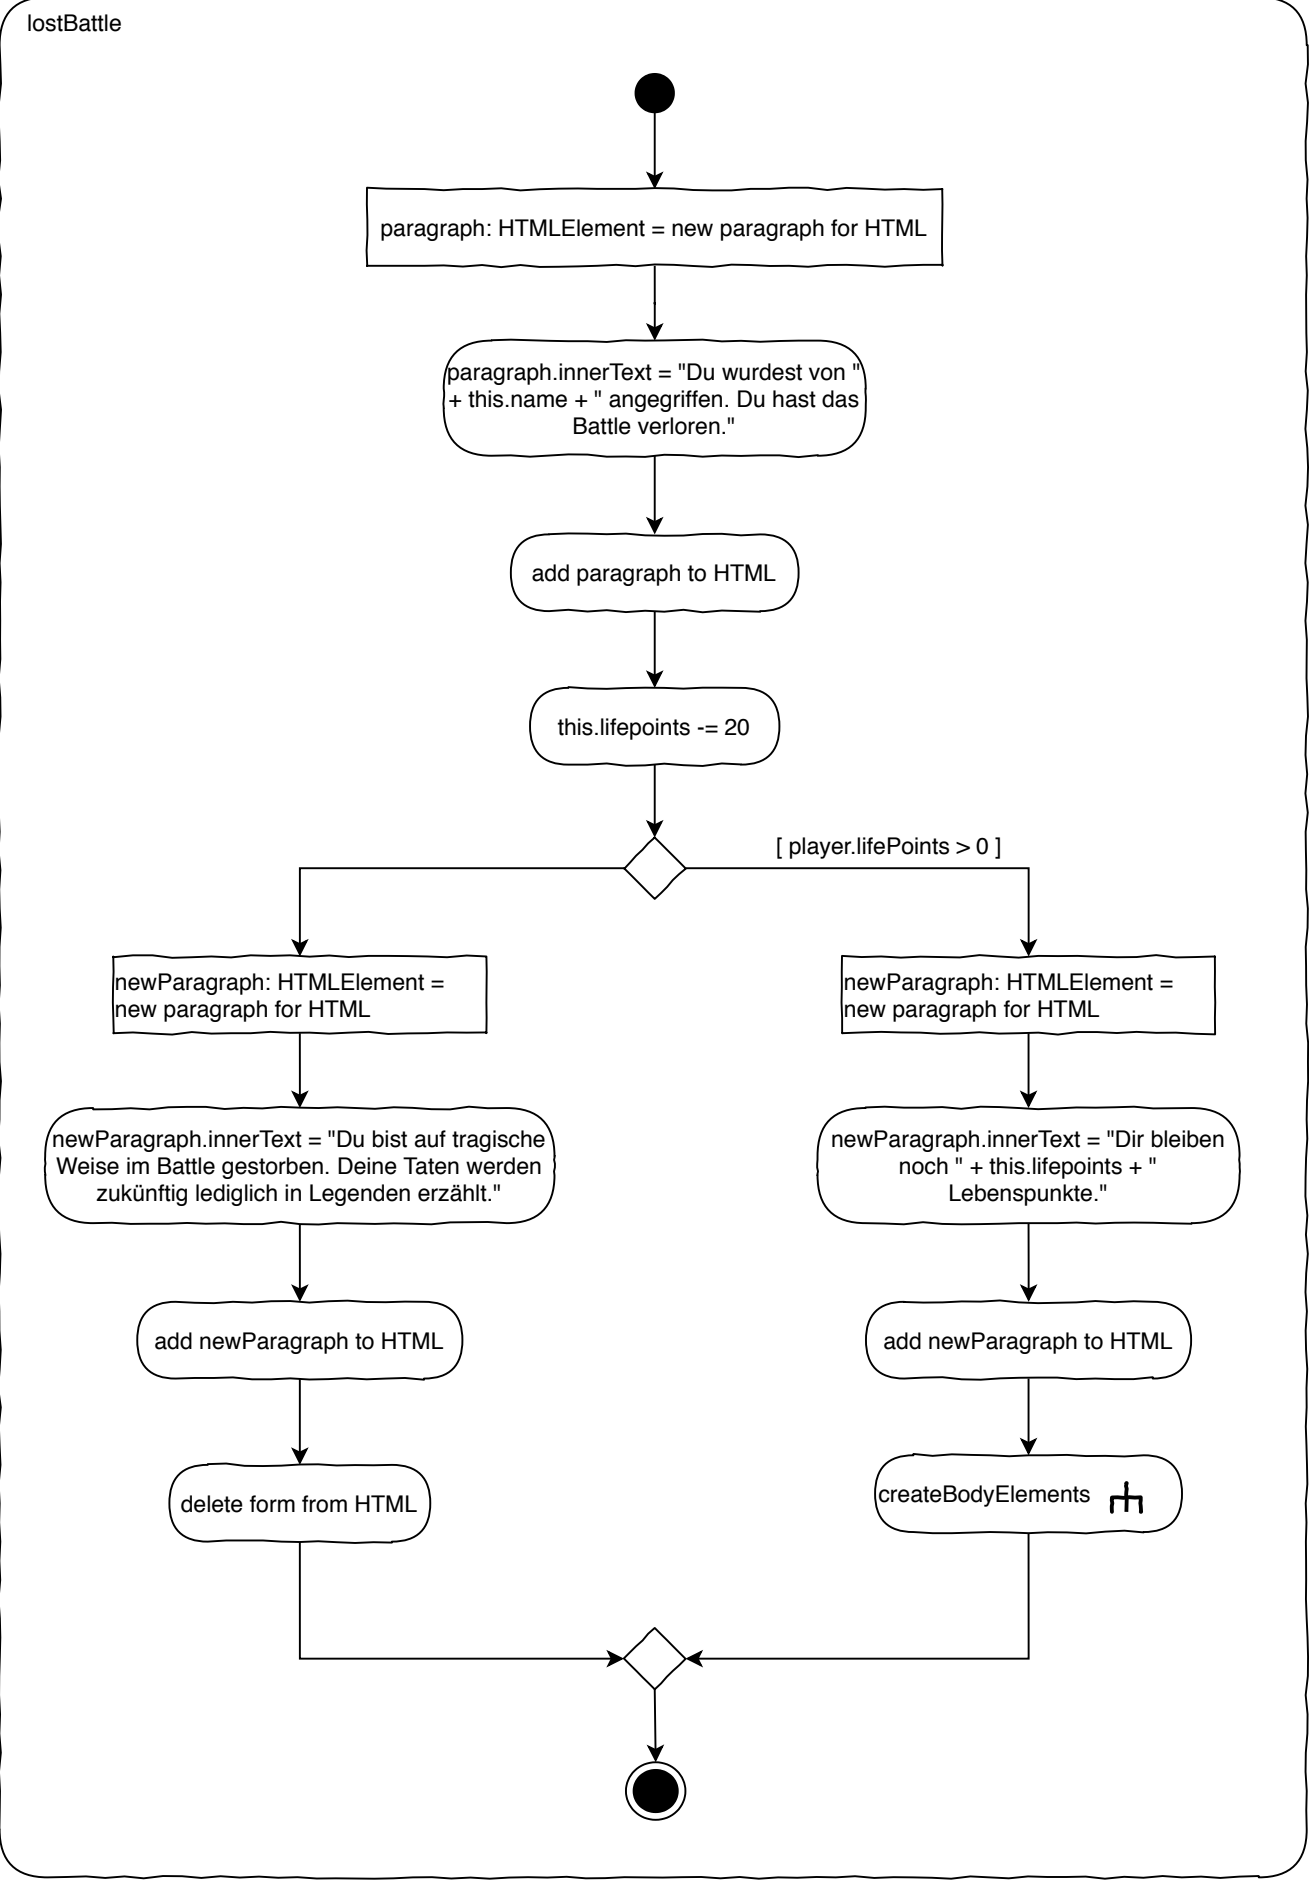 lostBattle
paragraph: HTMLElement = new paragraph for HTML
paragraph.innerText = "Du wurdest von "
+ this.name + " angegriffen. Du hast das
Battle verloren."
add paragraph to HTML
this.lifepoints -= 20
[ player.lifePoints > 0 ]
newParagraph: HTMLElement =
new paragraph for HTML
newParagraph.innerText = "Du bist auf tragische
Weise im Battle gestorben. Deine Taten werden
zukünftig lediglich in Legenden erzählt."
add newParagraph to HTML
delete form from HTML
newParagraph: HTMLElement =
new paragraph for HTML
newParagraph.innerText = "Dir bleiben
noch " + this.lifepoints + "
Lebenspunkte."
add newParagraph to HTML
createBodyElements